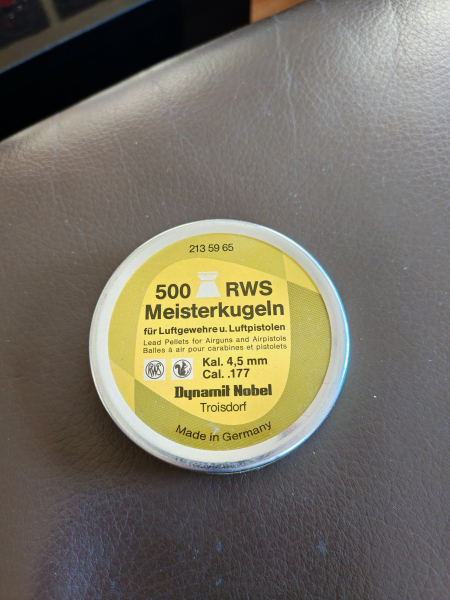 213 59 65
500 RWS
Meisterkugeln
für Luftgewehre u. Luftpistolen
Lead Pellets for Airguns and Airpistols
Balles à air pour carabines et pistolets
RWS
Kal. 4,5 mm
Cal. .177
Dynamit Nobel
Troisdorf
Made in Germany